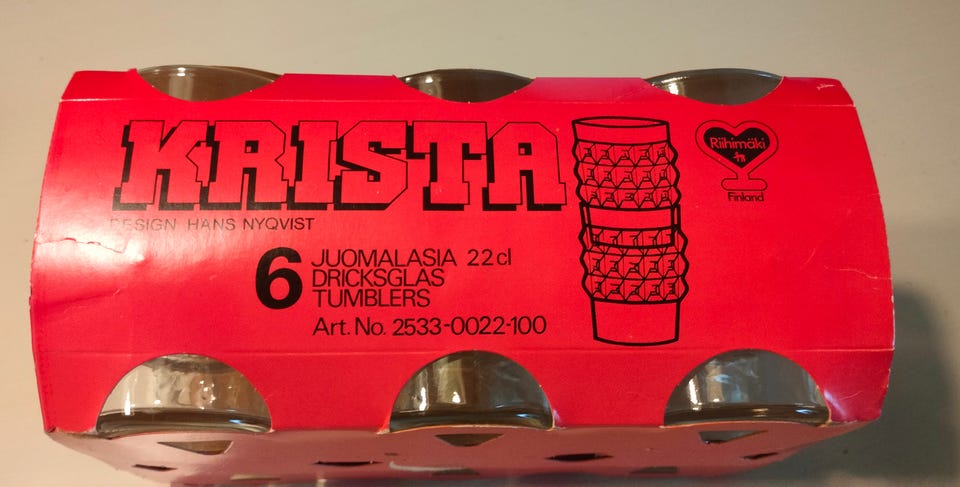 KRISTA
DESIGN HANS NYQVIST
6 JUOMALASIA 22 cl
DRICKSGLAS
TUMBLERS
Art. No. 2533-0022-100
Riihimäki
Finland